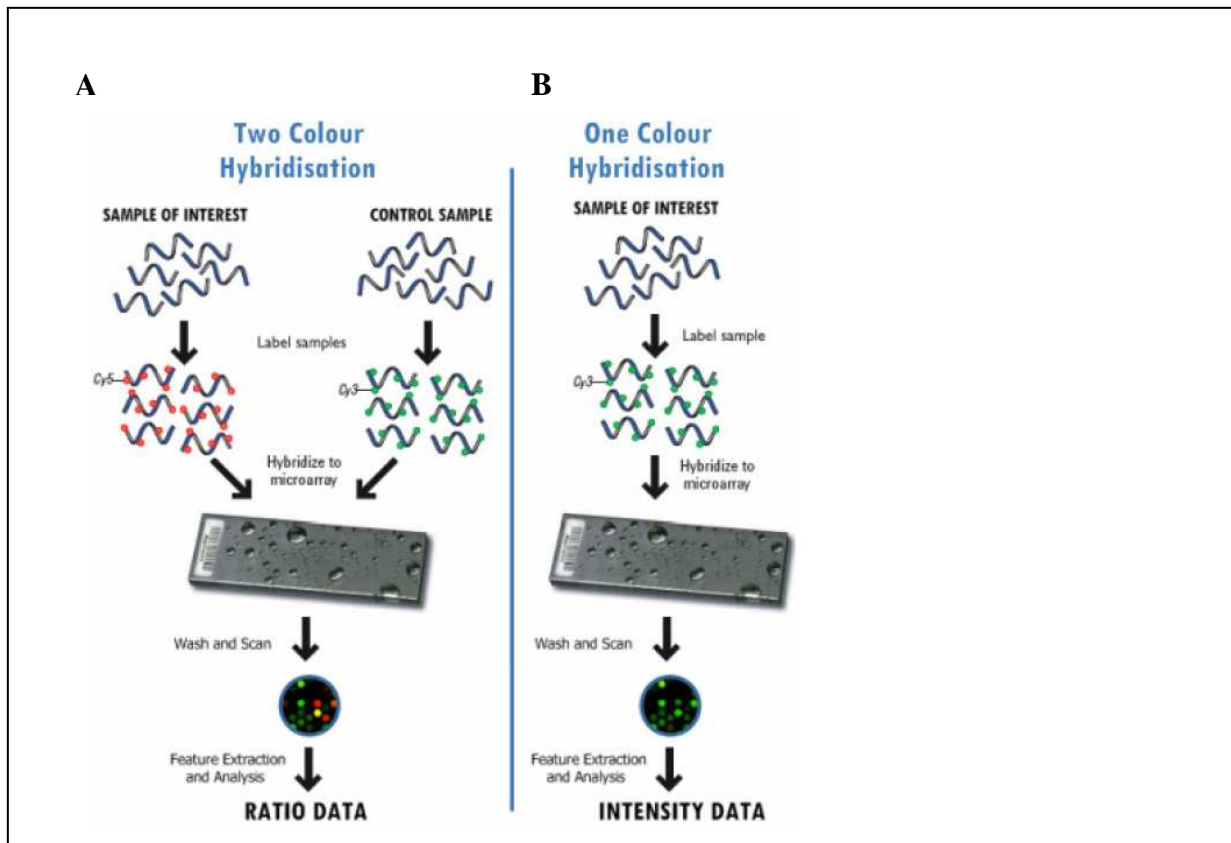 A
Two Colour
Hybridisation
SAMPLE OF INTEREST
CONTROL SAMPLE
Label samples
Cy5
Cy3
Hybridize to
microarray
Wash and Scan
Feature Extraction
and Analysis
RATIO DATA
B
One Colour
Hybridisation
SAMPLE OF INTEREST
Label sample
Cy3
Hybridize to
microarray
Wash and Scan
Feature Extraction
and Analysis
INTENSITY DATA